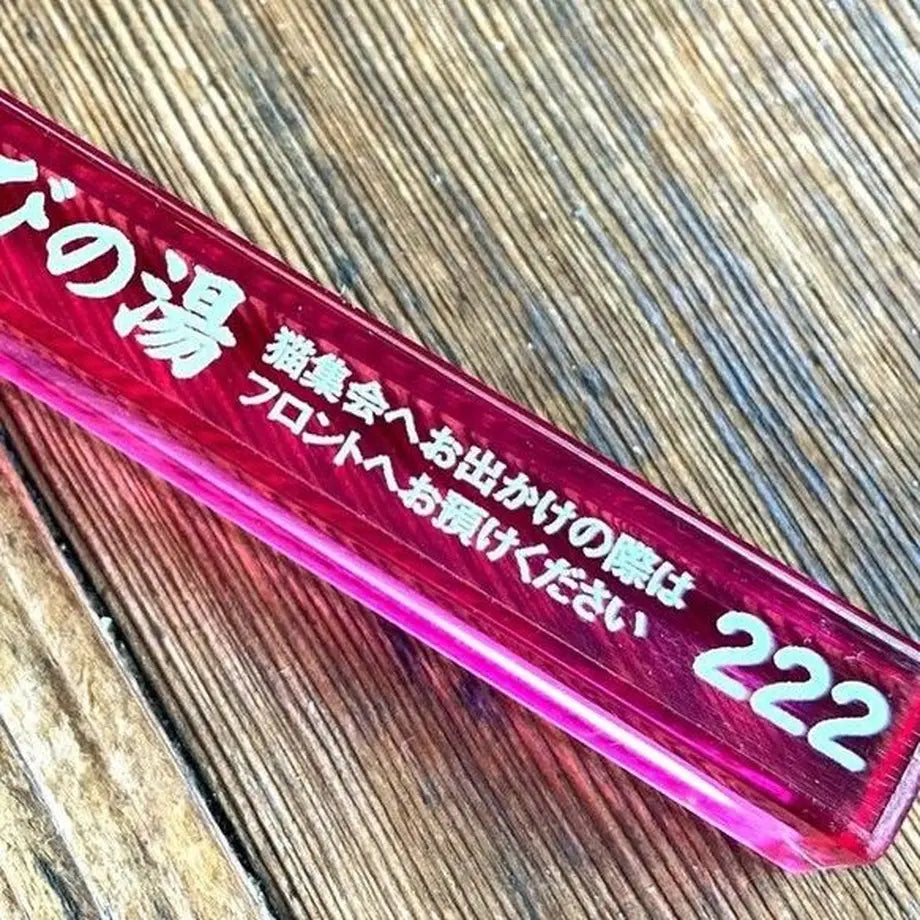 びの湯
猫集会へお出かけの際は
フロントへお預けください
222